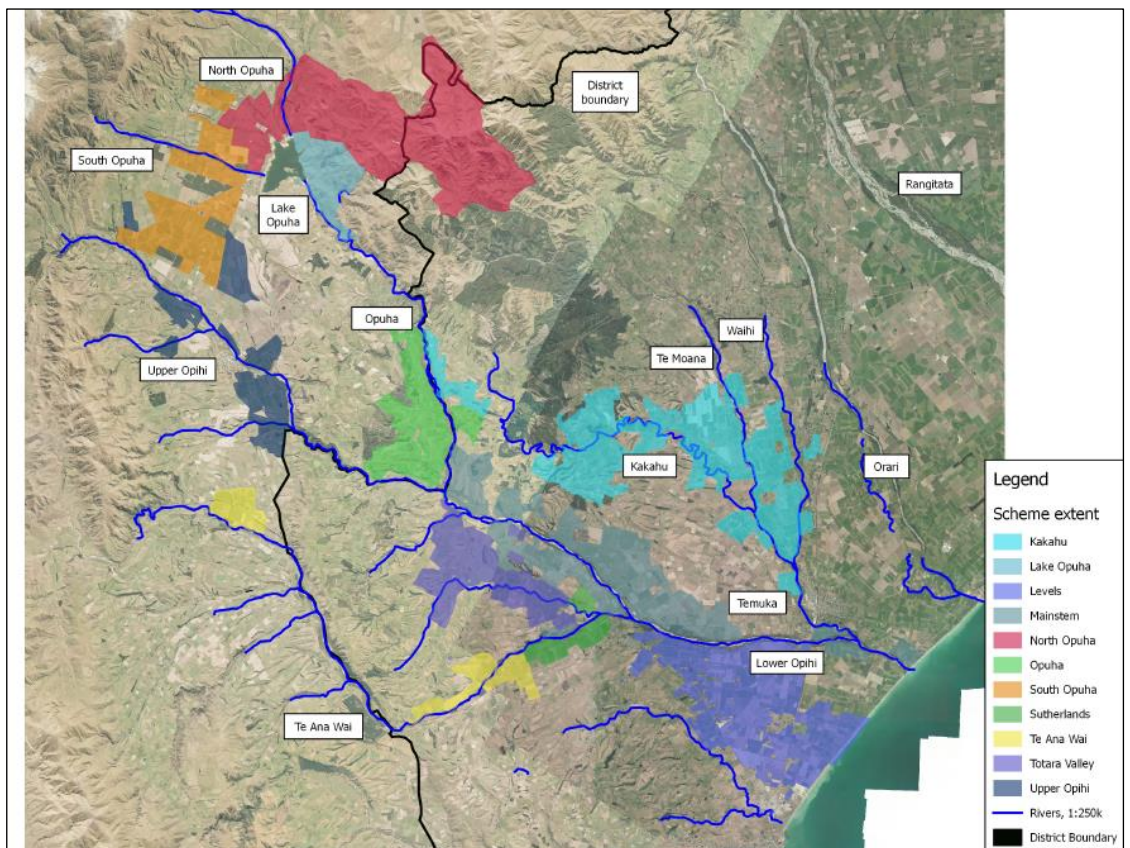 North Opuha
District
boundary
South Opuha
Rangitata
Lake
Opuha
Opuha
Waihi
Te Moana
Upper Opihi
Kakahu
Orari
Temuka
Lower Opihi
Te Ana Wai
Legend
Scheme extent
Kakahu
Lake Opuha
Levels
Mainstem
North Opuha
Opuha
South Opuha
Sutherlands
Te Ana Wai
Totara Valley
Upper Opihi
Rivers, 1:250k
District Boundary